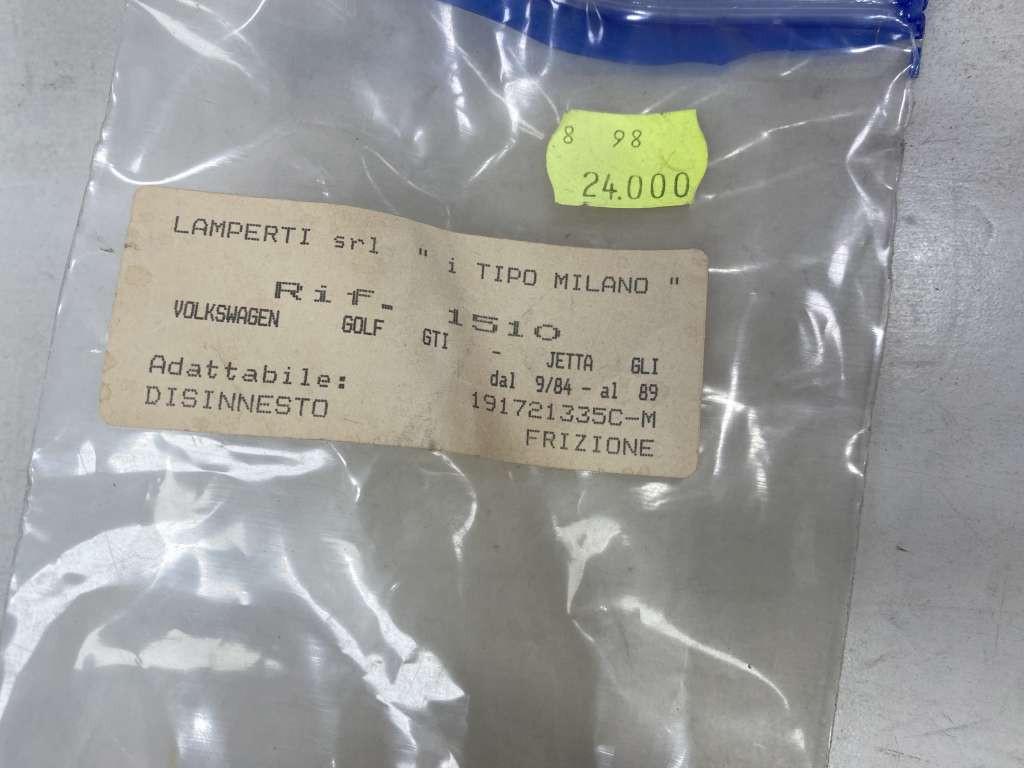 8 98
24.000
LAMPERTI srl " i TIPO MILANO "
Rif. 1510
VOLKSWAGEN GOLF GTI - JETTA GLI
dal 9/84 - al 89
Adattabile: 191721335C-M
DISINNESTO FRIZIONE